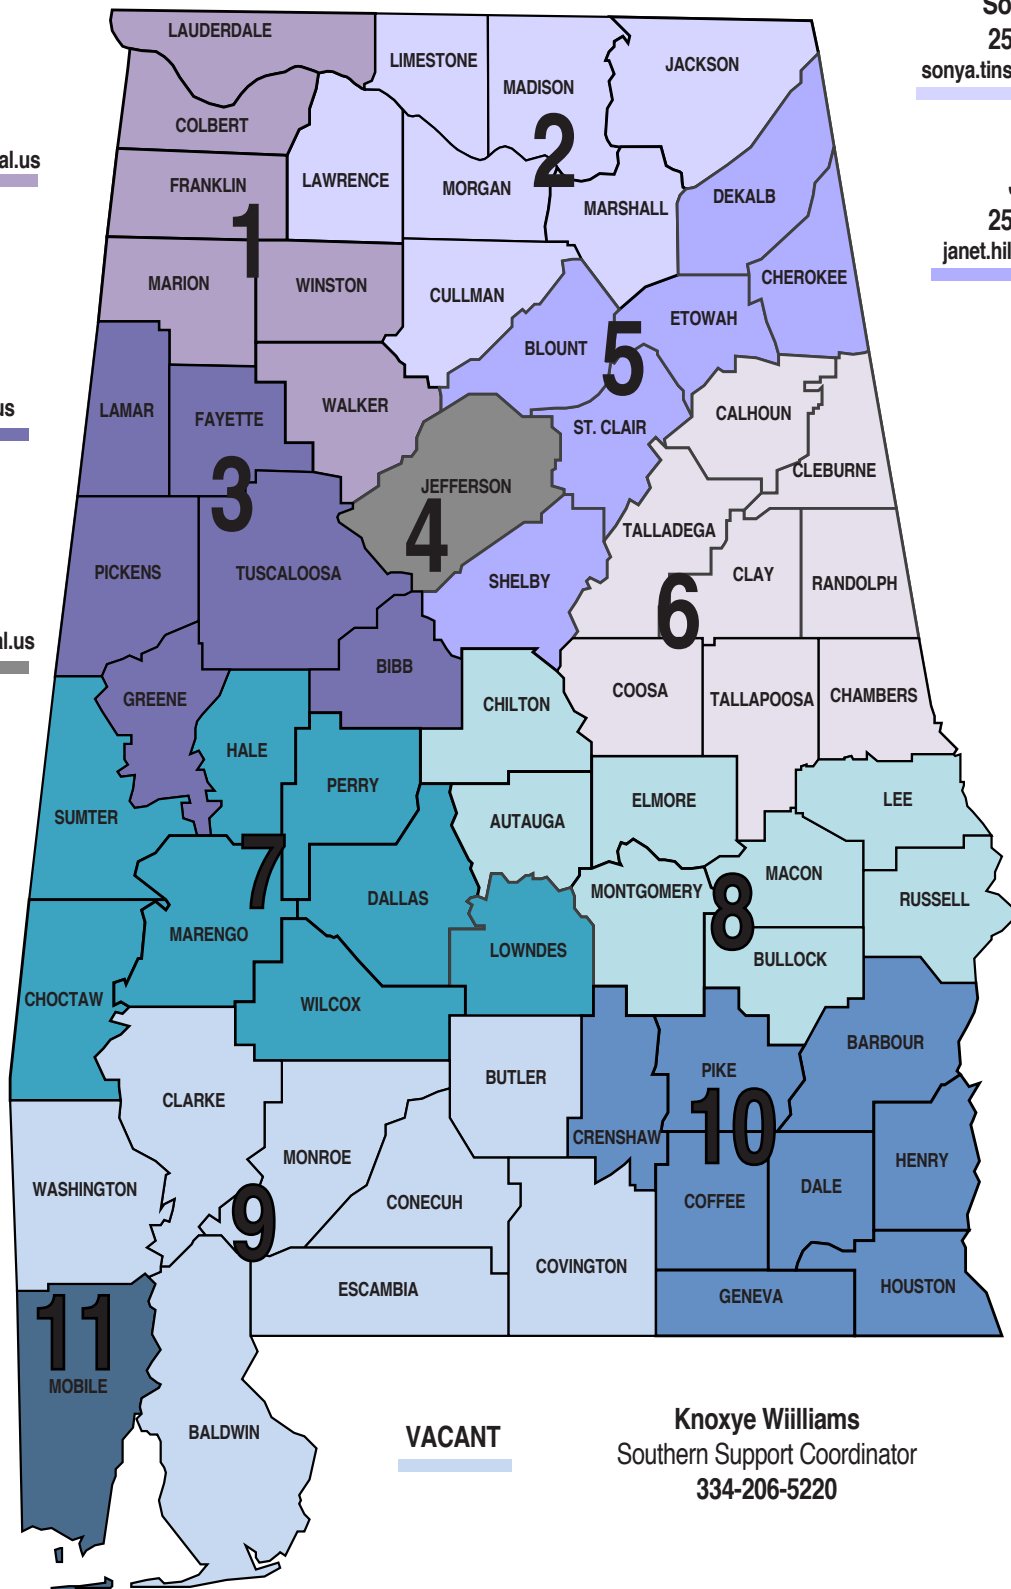 So
25
sonya.tins
LAUDERDALE
LIMESTONE
MADISON
JACKSON
COLBERT
2
al.us
FRANKLIN
LAWRENCE
MORGAN
MARSHALL
DEKALB
25
janet.hil
1
MARION
WINSTON
CULLMAN
CHEROKEE
ETOWAH
BLOUNT
5
us
LAMAR
FAYETTE
WALKER
ST. CLAIR
CALHOUN
CLEBURNE
3
JEFFERSON
4
TALLADEGA
PICKENS
TUSCALOOSA
SHELBY
CLAY
RANDOLPH
6
al.us
BIBB
GREENE
CHILTON
COOSA
TALLAPOOSA
CHAMBERS
HALE
PERRY
ELMORE
LEE
SUMTER
AUTAUGA
7
DALLAS
MONTGOMERY
8
MACON
RUSSELL
MARENGO
LOWNDES
BULLOCK
CHOCTAW
WILCOX
BARBOUR
CLARKE
BUTLER
PIKE
10
CRENSHAW
MONROE
HENRY
WASHINGTON
CONECUH
COFFEE
DALE
9
COVINGTON
ESCAMBIA
GENEVA
HOUSTON
11
MOBILE
BALDWIN
VACANT
Knoxye Wiilliams
Southern Support Coordinator
334-206-5220